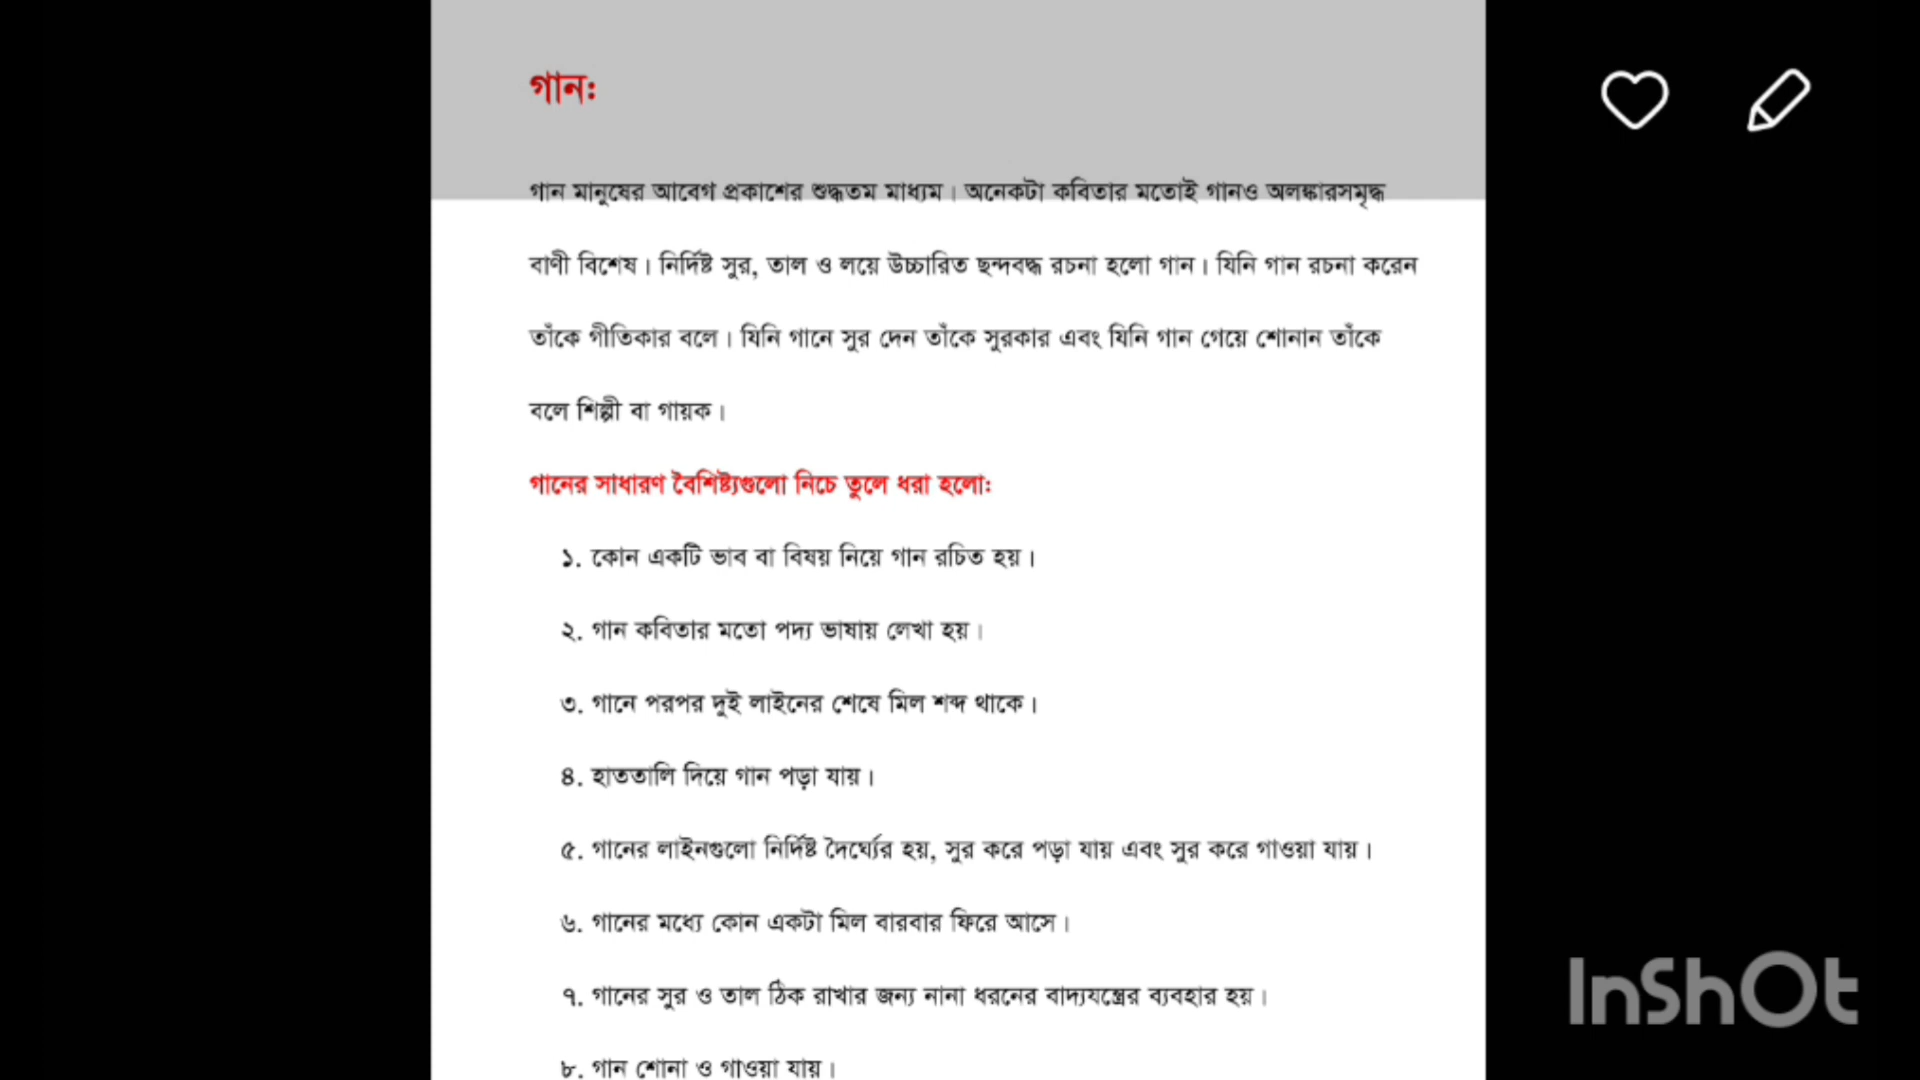 গান:
গান মানুষের আবেগ প্রকাশের শুদ্ধতম মাধ্যম। অনেকটা কবিতার মতোই গানও অলঙ্কারসমৃদ্ধ
বাণী বিশেষ। নির্দিষ্ট সুর, তাল ও লয়ে উচ্চারিত ছন্দবদ্ধ রচনা হলো গান। যিনি গান রচনা করেন
তাঁকে গীতিকার বলে। যিনি গানে সুর দেন তাঁকে সুরকার এবং যিনি গান গেয়ে শোনান তাঁকে
বলে শিল্পী বা গায়ক।
গানের সাধারণ বৈশিষ্ট্যগুলো নিচে তুলে ধরা হলো:
১. কোন একটি ভাব বা বিষয় নিয়ে গান রচিত হয়।
২. গান কবিতার মতো পদ্য ভাষায় লেখা হয়।
৩. গানে পরপর দুই লাইনের শেষে মিল শব্দ থাকে।
৪. হাততালি দিয়ে গান পড়া যায়।
৫. গানের লাইনগুলো নির্দিষ্ট দৈর্ঘ্যের হয়, সুর করে পড়া যায় এবং সুর করে গাওয়া যায়।
৬. গানের মধ্যে কোন একটা মিল বারবার ফিরে আসে।
৭. গানের সুর ও তাল ঠিক রাখার জন্য নানা ধরনের বাদ্যযন্ত্রের ব্যবহার হয়।
৮. গান শোনা ও গাওয়া যায়।
InShOt